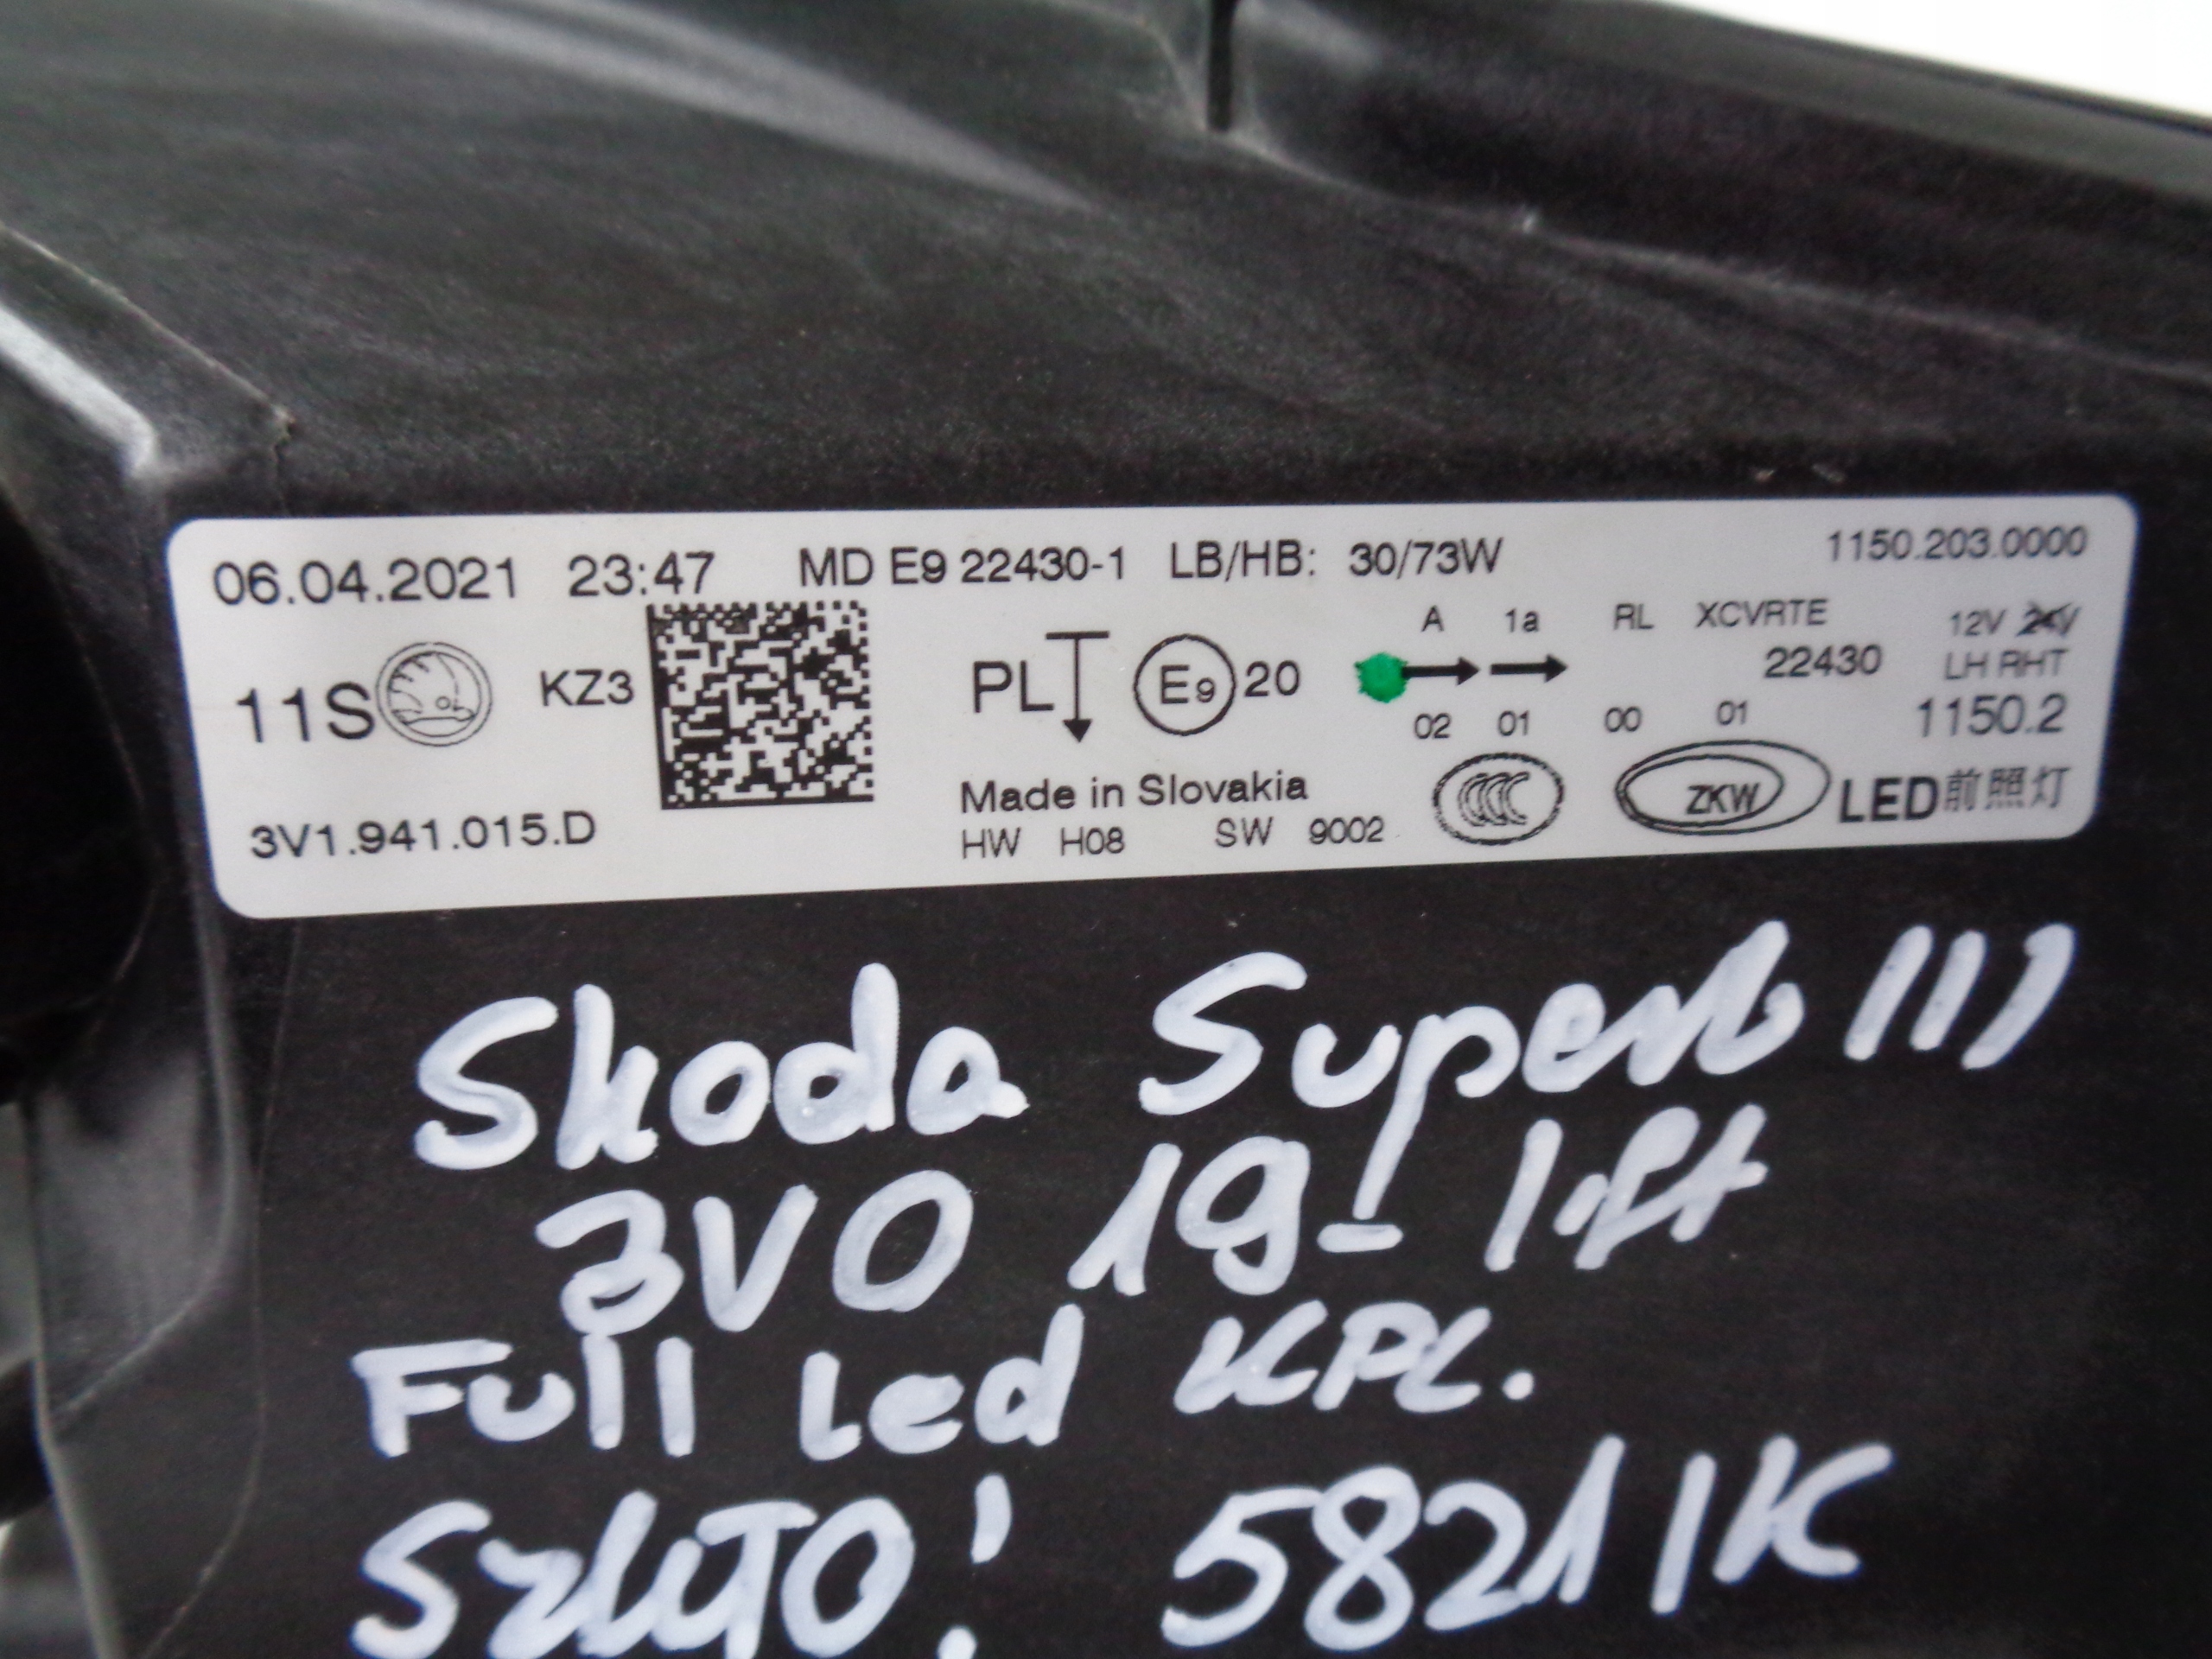 06.04.2021 23:47 MD E9 22430-1 LB/HB: 30/73W 1150.203.0000
A 1a RL XCVRTE 12V 24V
11S KZ3 PL E9 20 22430 LH RHT
02 01 00 01 1150.2
3V1.941.015.D Made in Slovakia CCC ZKW LED前照灯
HW H08 SW 9002
Skoda Superb III
3V0 19- lift
Full Led KPL.
5821IK